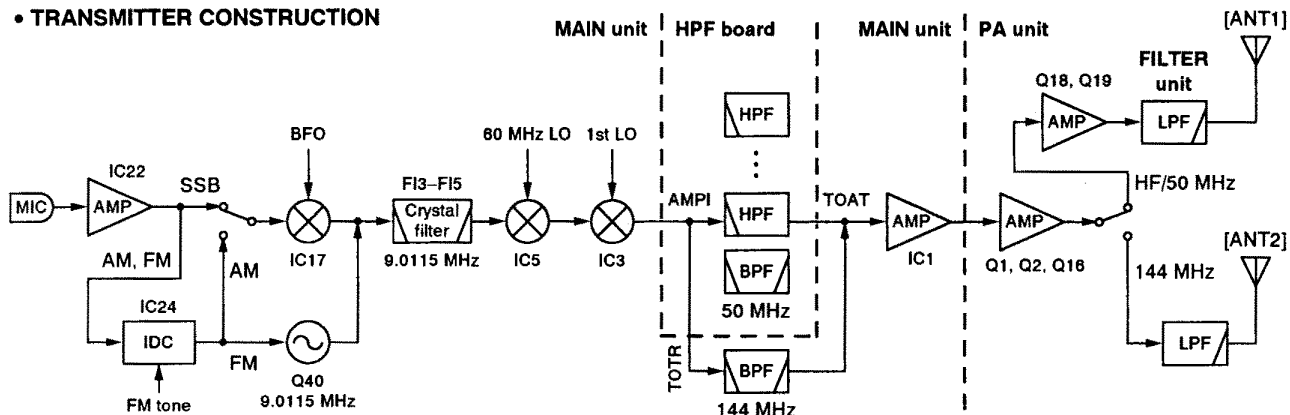 • TRANSMITTER CONSTRUCTION
MAIN unit
HPF board
MAIN unit
PA unit
[ANT1]
FILTER
unit
Q18, Q19
AMP
LPF
HPF
BFO
60 MHz LO
1st LO
IC22
SSB
FI3–FI5
HF/50 MHz
MIC
AMP
Crystal
filter
AMPI
HPF
TOAT
AMP
AMP
IC17
9.0115 MHz
IC5
IC3
IC1
Q1, Q2, Q16
[ANT2]
AM, FM
AM
BPF
50 MHz
144 MHz
IC24
IDC
FM
LPF
Q40
9.0115 MHz
TOTR
BPF
144 MHz
FM tone